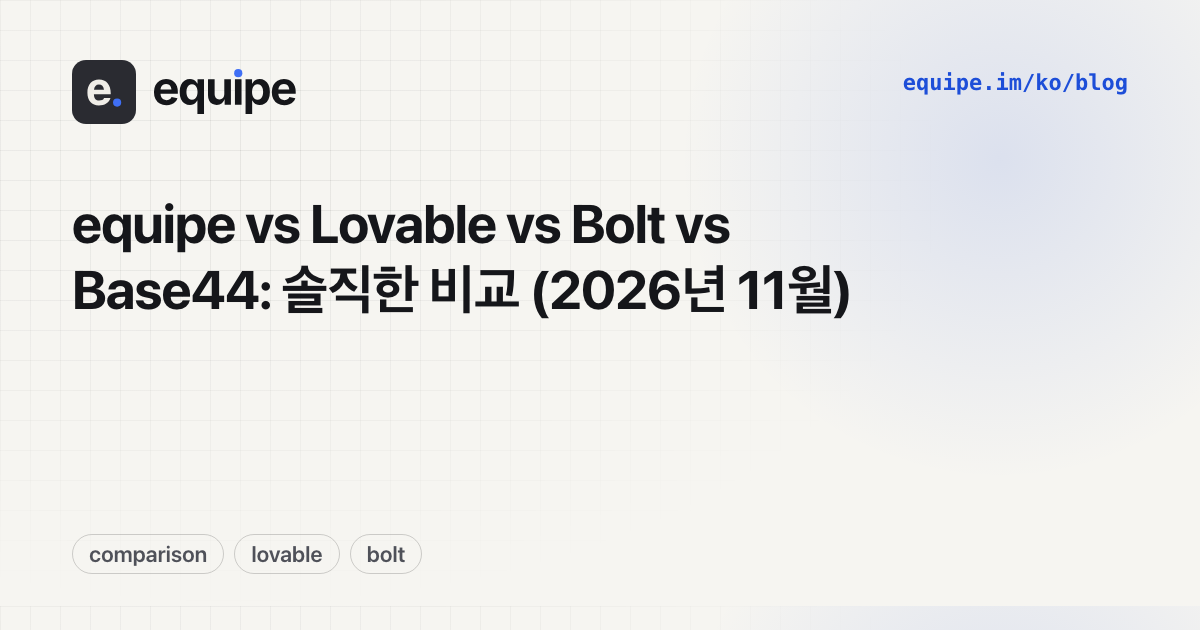 e.
equipe
equipe.im/ko/blog
equipe vs Lovable vs Bolt vs
Base44: 솔직한 비교 (2026년 11월)
comparison
lovable
bolt